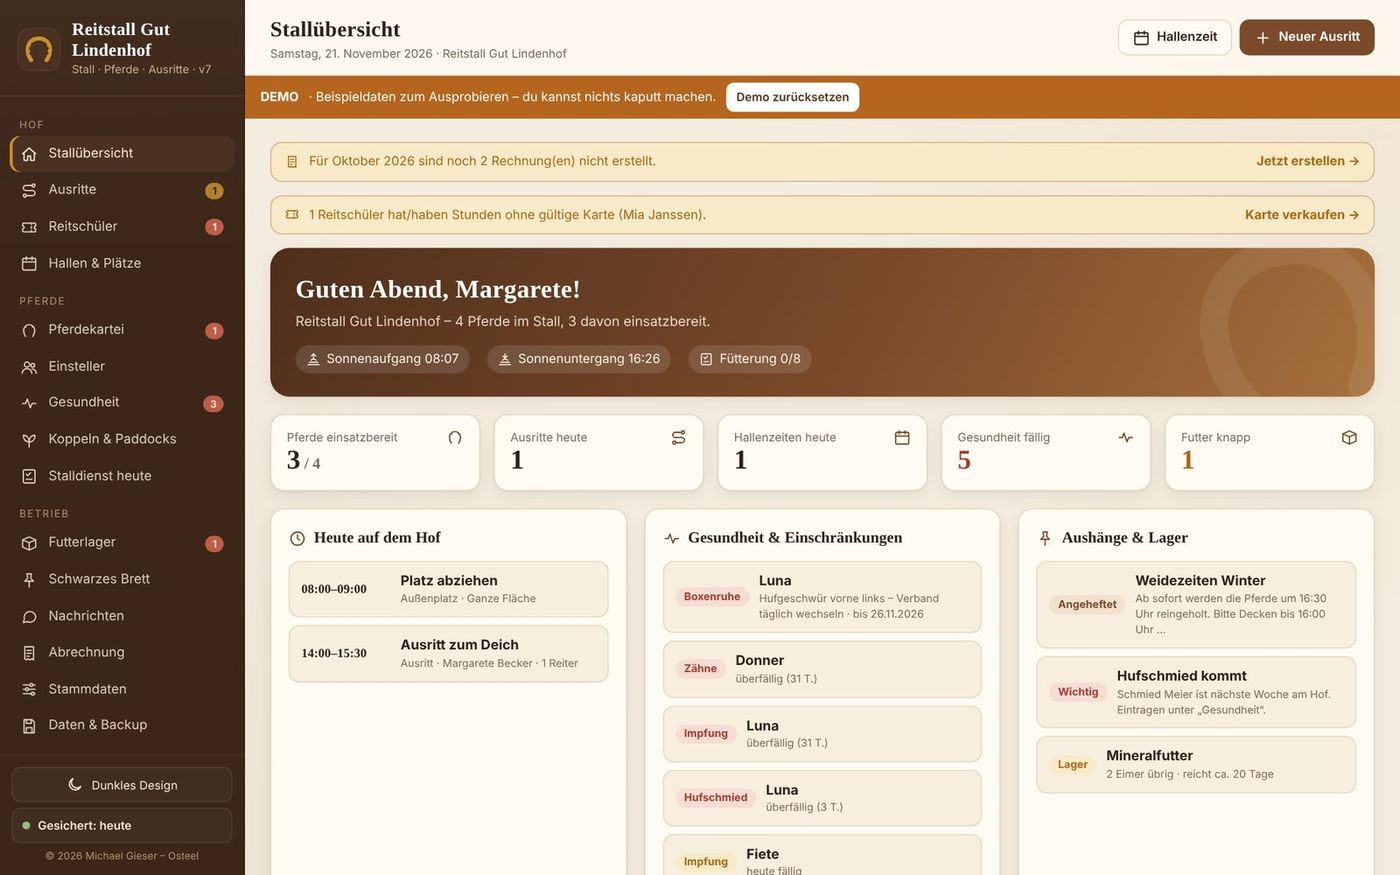 Reitstall Gut
Lindenhof
Stall · Pferde · Ausritte · v7
HOF
Stallübersicht
Ausritte 1
Reitschüler 1
Hallen & Plätze
PFERDE
Pferdekartei 1
Einsteller
Gesundheit 3
Koppeln & Paddocks
Stalldienst heute
BETRIEB
Futterlager 1
Schwarzes Brett
Nachrichten
Abrechnung
Stammdaten
Daten & Backup
Dunkles Design
Gesichert: heute
© 2026 Michael Gieser – Osteel
Stallübersicht
Samstag, 21. November 2026 · Reitstall Gut Lindenhof
Hallenzeit
+ Neuer Ausritt
DEMO · Beispieldaten zum Ausprobieren – du kannst nichts kaputt machen. Demo zurücksetzen
Für Oktober 2026 sind noch 2 Rechnung(en) nicht erstellt. Jetzt erstellen →
1 Reitschüler hat/haben Stunden ohne gültige Karte (Mia Janssen). Karte verkaufen →
Guten Abend, Margarete!
Reitstall Gut Lindenhof – 4 Pferde im Stall, 3 davon einsatzbereit.
Sonnenaufgang 08:07 Sonnenuntergang 16:26 Fütterung 0/8
Pferde einsatzbereit
3 / 4
Ausritte heute
1
Hallenzeiten heute
1
Gesundheit fällig
5
Futter knapp
1
Heute auf dem Hof
08:00–09:00
Platz abziehen
Außenplatz · Ganze Fläche
14:00–15:30
Ausritt zum Deich
Ausritt · Margarete Becker · 1 Reiter
Gesundheit & Einschränkungen
Boxenruhe
Luna
Hufgeschwür vorne links – Verband
täglich wechseln · bis 26.11.2026
Zähne
Donner
überfällig (31 T.)
Impfung
Luna
überfällig (31 T.)
Hufschmied
Luna
überfällig (3 T.)
Impfung
Fiete
heute fällig
Aushänge & Lager
Angeheftet
Weidezeiten Winter
Ab sofort werden die Pferde um 16:30
Uhr reingeholt. Bitte Decken bis 16:00
Uhr ...
Wichtig
Hufschmied kommt
Schmied Meier ist nächste Woche am Hof.
Eintragen unter „Gesundheit“.
Lager
Mineralfutter
2 Eimer übrig · reicht ca. 20 Tage